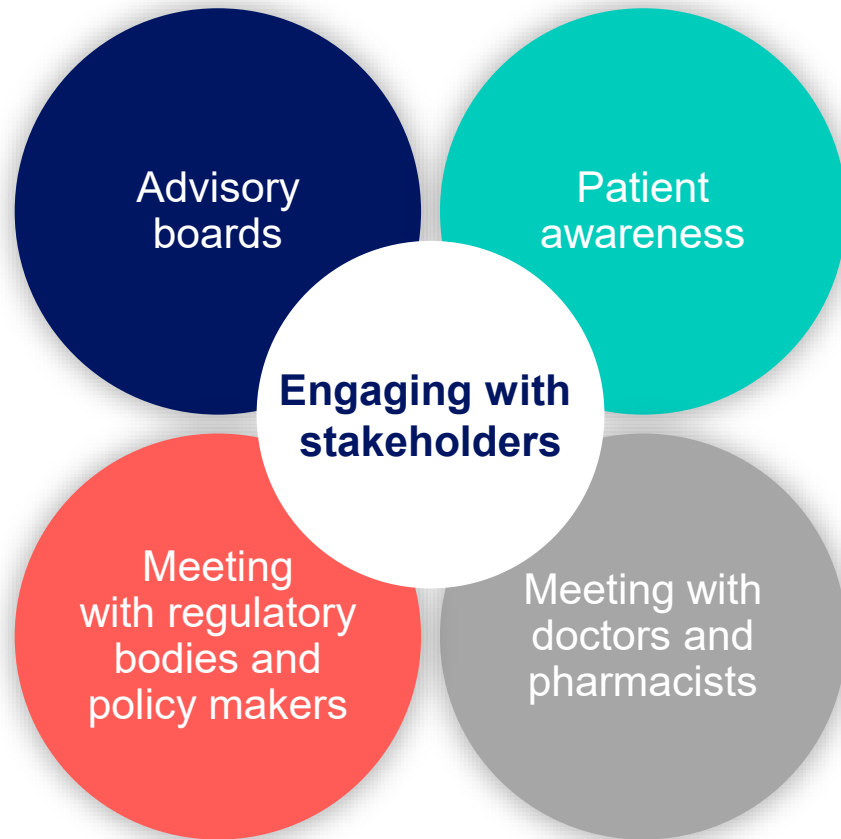 Advisory
boards
Patient
awareness
Engaging with
stakeholders
Meeting
with regulatory
bodies and
policy makers
Meeting with
doctors and
pharmacists